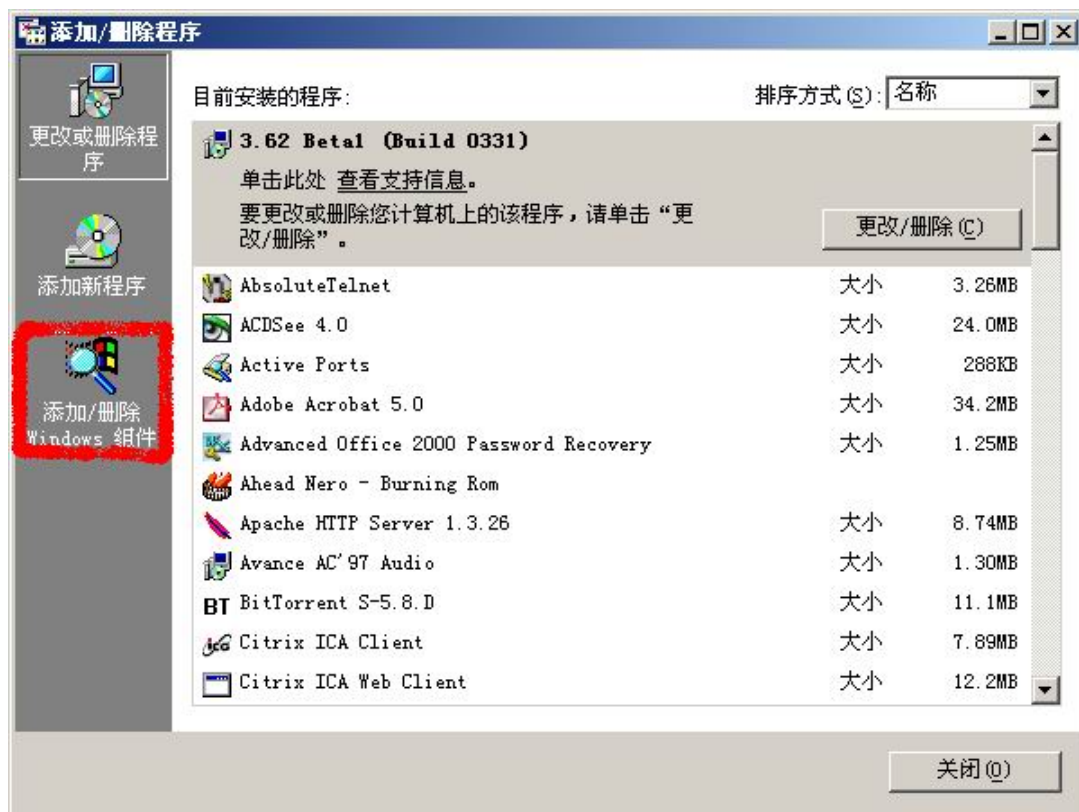 添加/删除程序
更改或删除程
序
添加新程序
添加/删除
Windows 组件
目前安装的程序:
排序方式(S): 名称
3.62 Beta1 (Build 0331)
单击此处 查看支持信息。
要更改或删除您计算机上的该程序，请单击“更
改/删除”。
更改/删除(C)
AbsoluteTelnet 大小 3.26MB
ACDSee 4.0 大小 24.0MB
Active Ports 大小 288KB
Adobe Acrobat 5.0 大小 34.2MB
Advanced Office 2000 Password Recovery 大小 1.25MB
Ahead Nero - Burning Rom
Apache HTTP Server 1.3.26 大小 8.74MB
Avance AC'97 Audio 大小 1.30MB
BT BitTorrent S-5.8.D 大小 11.1MB
ica Citrix ICA Client 大小 7.89MB
Citrix ICA Web Client 大小 12.2MB
关闭(O)